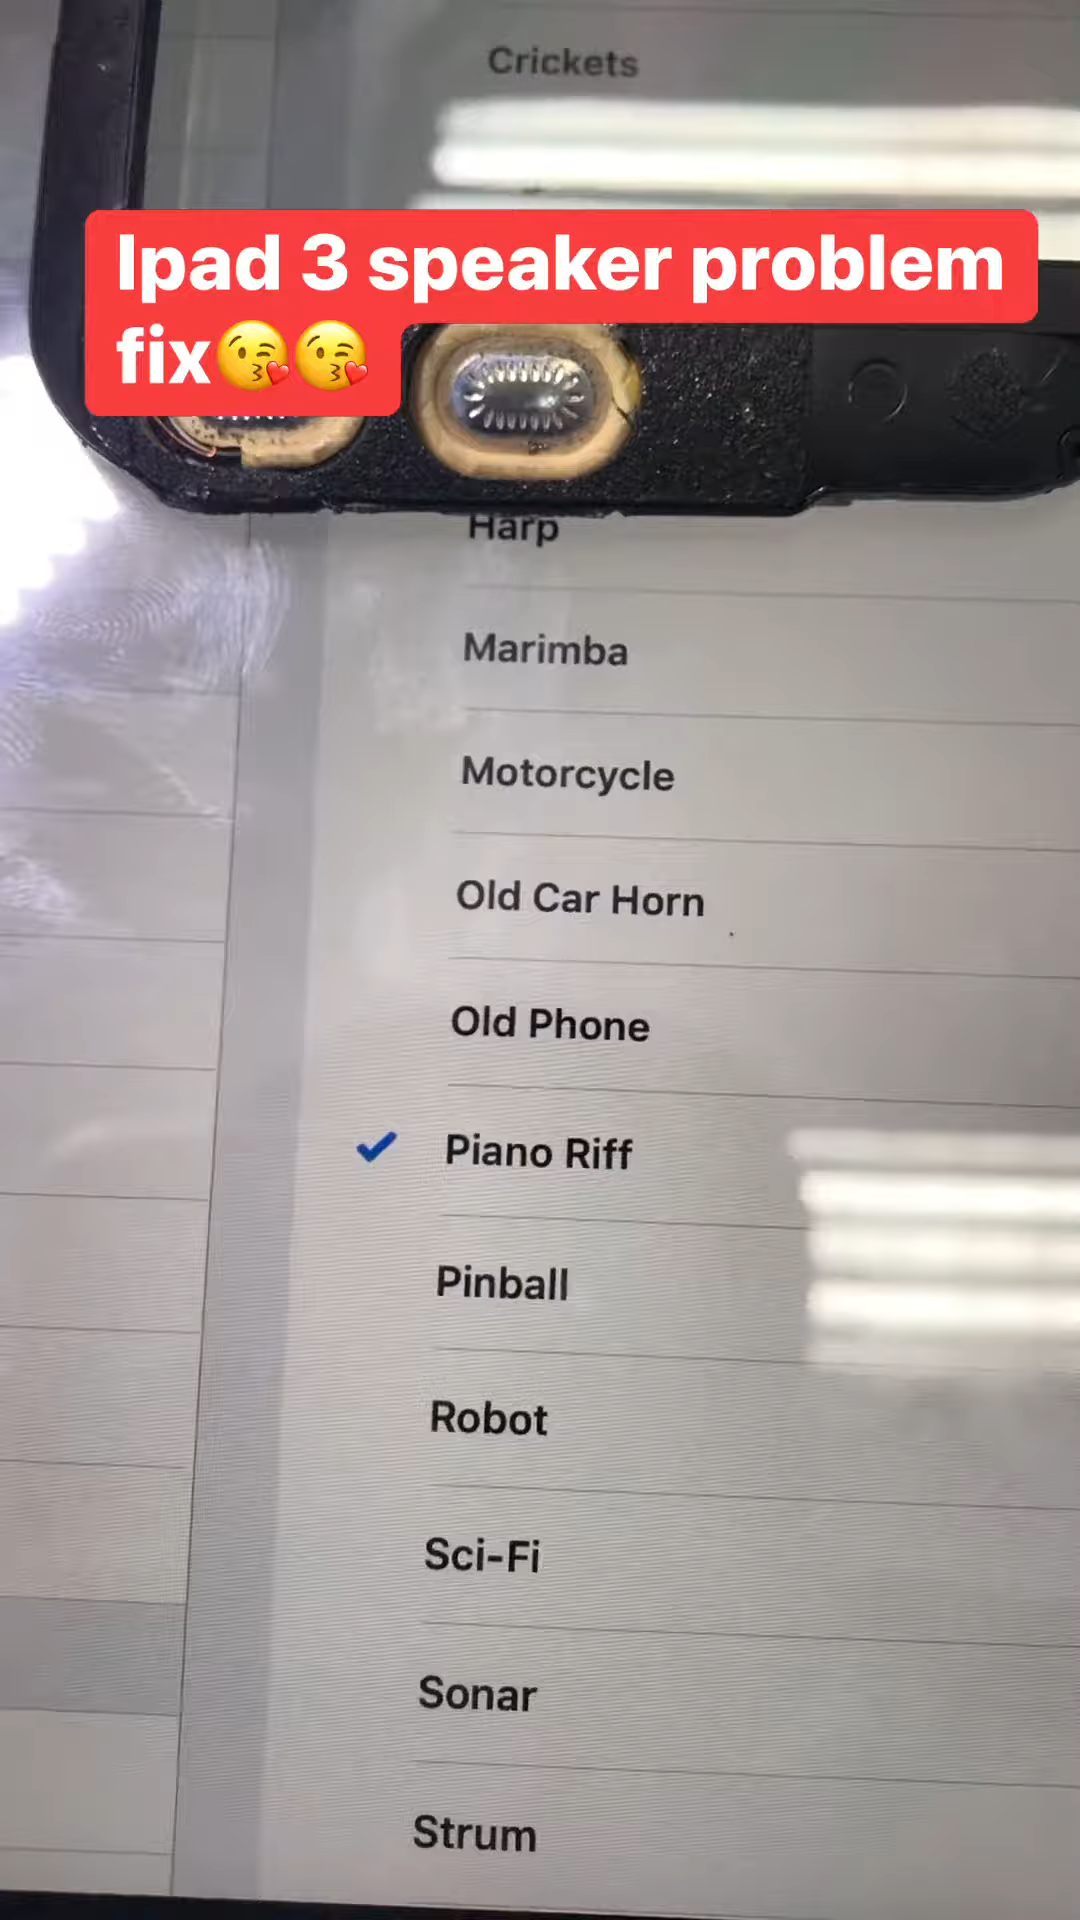 Crickets
Ipad 3 speaker problem
fix😘😘
Harp
Marimba
Motorcycle
Old Car Horn
Old Phone
Piano Riff
Pinball
Robot
Sci-Fi
Sonar
Strum